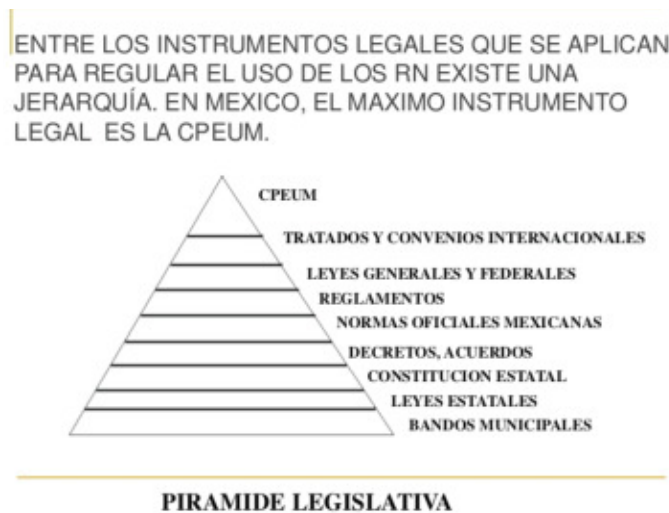 ENTRE LOS INSTRUMENTOS LEGALES QUE SE APLICAN
PARA REGULAR EL USO DE LOS RN EXISTE UNA
JERARQUÍA. EN MEXICO, EL MAXIMO INSTRUMENTO
LEGAL ES LA CPEUM.
CPEUM
TRATADOS Y CONVENIOS INTERNACIONALES
LEYES GENERALES Y FEDERALES
REGLAMENTOS
NORMAS OFICIALES MEXICANAS
DECRETOS, ACUERDOS
CONSTITUCION ESTATAL
LEYES ESTATALES
BANDOS MUNICIPALES
PIRAMIDE LEGISLATIVA